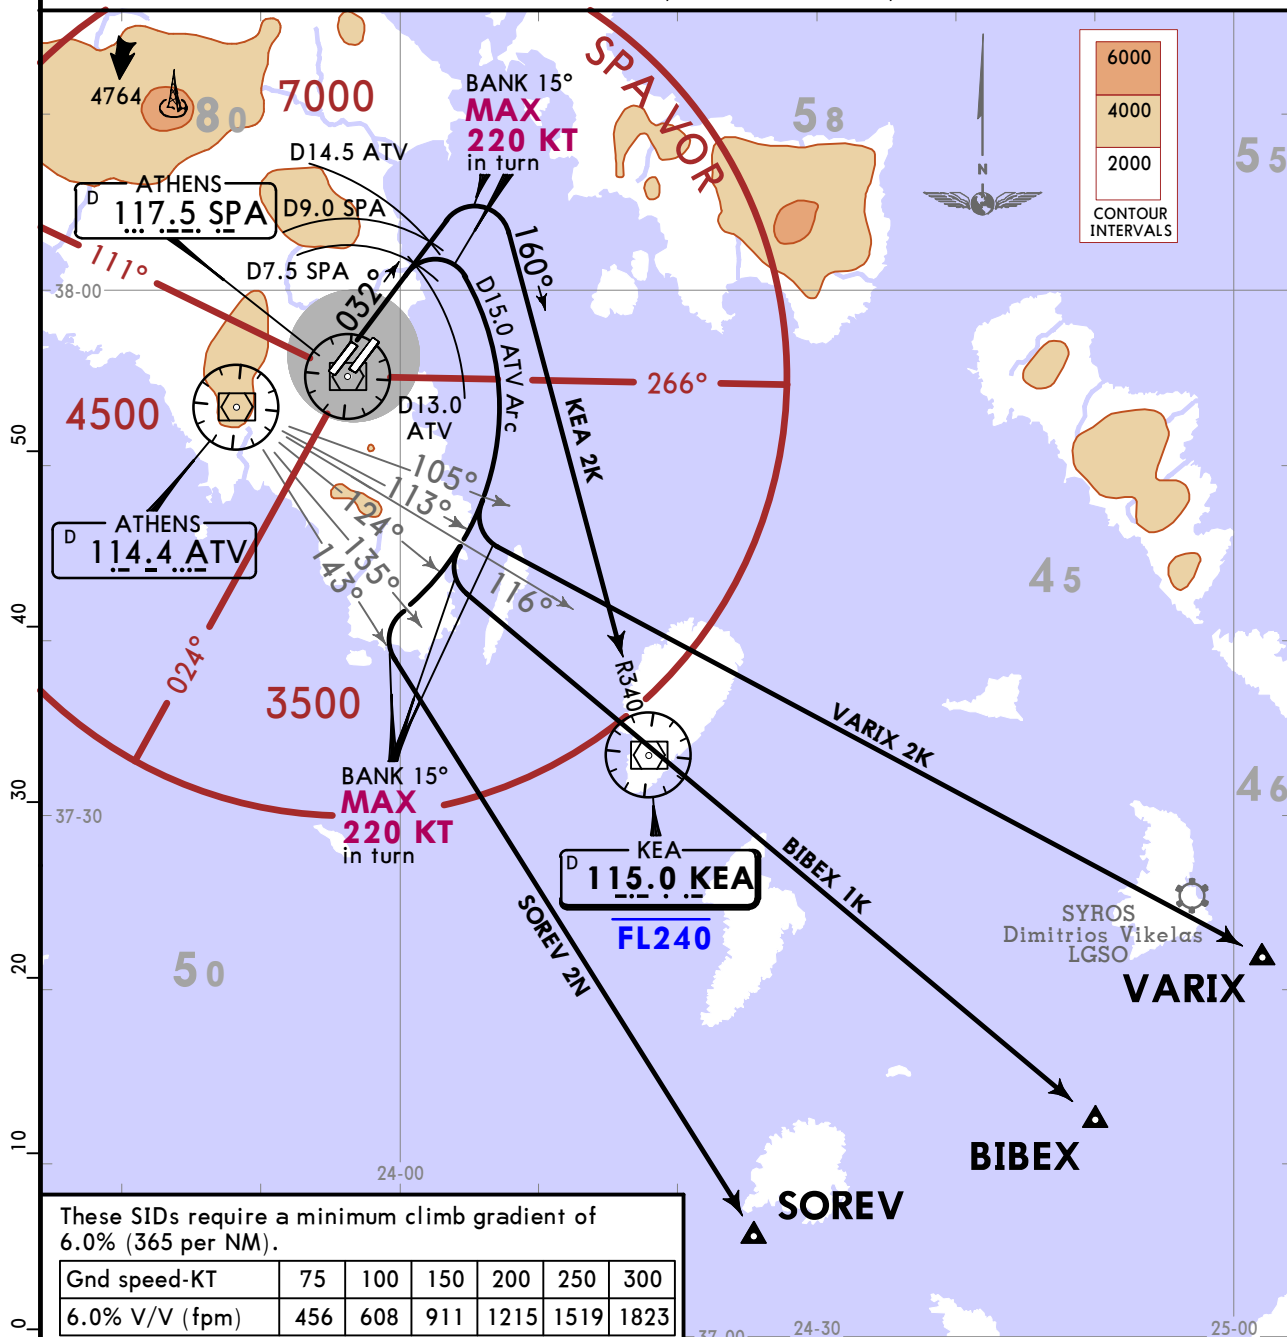 SPA VOR
6000
4000
2000
CONTOUR
INTERVALS
N
4764
80
7000
58
55
BANK 15°
MAX
220 KT
in turn
D14.5 ATV
ATHENS
D 117.5 SPA
D9.0 SPA
D7.5 SPA
111°
38-00
032°
160°
D15.0 ATV Arc
266°
4500
D13.0
ATV
KEA 2K
50
105°
113°
124°
135°
143°
116°
ATHENS
D 114.4 ATV
45
40
024°
R340
3500
VARIX 2K
BANK 15°
MAX
220 KT
in turn
30
37-30
46
KEA
D 115.0 KEA
FL240
BIBEX 1K
SOREV 2N
SYROS
Dimitrios Vikelas
LGSO
VARIX
20
50
10
24-00
BIBEX
SOREV
These SIDs require a minimum climb gradient of
6.0% (365 per NM).
Gnd speed-KT 75 100 150 200 250 300
6.0% V/V (fpm) 456 608 911 1215 1519 1823
0
37-00
24-30
25-00